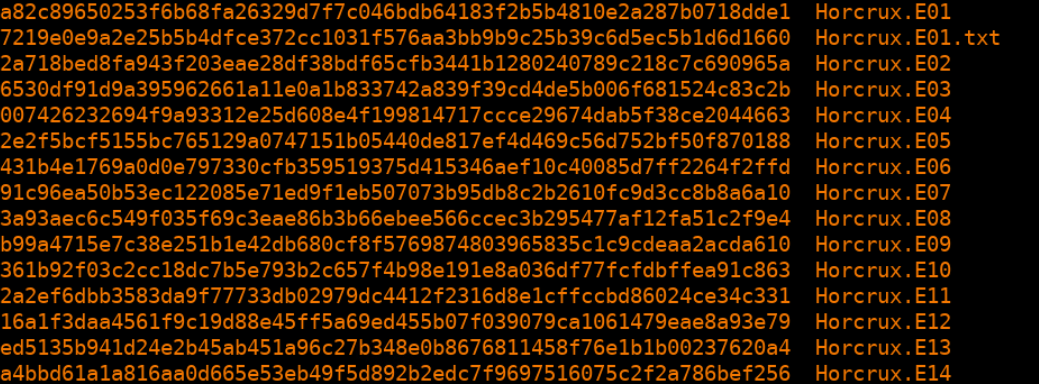 a82c89650253f6b68fa26329d7f7c046bdb64183f2b5b4810e2a287b0718dde1  Horcrux.E01
7219e0e9a2e25b5b4dfce372cc1031f576aa3bb9b9c25b39c6d5ec5b1d6d1660  Horcrux.E01.txt
2a718bed8fa943f203eae28df38bdf65cfb3441b1280240789c218c7c690965a  Horcrux.E02
6530df91d9a395962661a11e0a1b833742a839f39cd4de5b006f681524c83c2b  Horcrux.E03
007426232694f9a93312e25d608e4f199814717ccce29674dab5f38ce2044663  Horcrux.E04
2e2f5bcf5155bc765129a0747151b05440de817ef4d469c56d752bf50f870188  Horcrux.E05
431b4e1769a0d0e797330cfb359519375d415346aef10c40085d7ff2264f2ffd  Horcrux.E06
91c96ea50b53ec122085e71ed9f1eb507073b95db8c2b2610fc9d3cc8b8a6a10  Horcrux.E07
3a93aec6c549f035f69c3eae86b3b66ebee566ccec3b295477af12fa51c2f9e4  Horcrux.E08
b99a4715e7c38e251b1e42db680cf8f5769874803965835c1c9cdeaa2acda610  Horcrux.E09
361b92f03c2cc18dc7b5e793b2c657f4b98e191e8a036df77fcfdbffea91c863  Horcrux.E10
2a2ef6dbb3583da9f77733db02979dc4412f2316d8e1cffccbd86024ce34c331  Horcrux.E11
16a1f3daa4561f9c19d88e45ff5a69ed455b07f039079ca1061479eae8a93e79  Horcrux.E12
ed5135b941d24e2b45ab451a96c27b348e0b8676811458f76e1b1b00237620a4  Horcrux.E13
a4bbd61a1a816aa0d665e53eb49f5d892b2edc7f9697516075c2f2a786bef256  Horcrux.E14